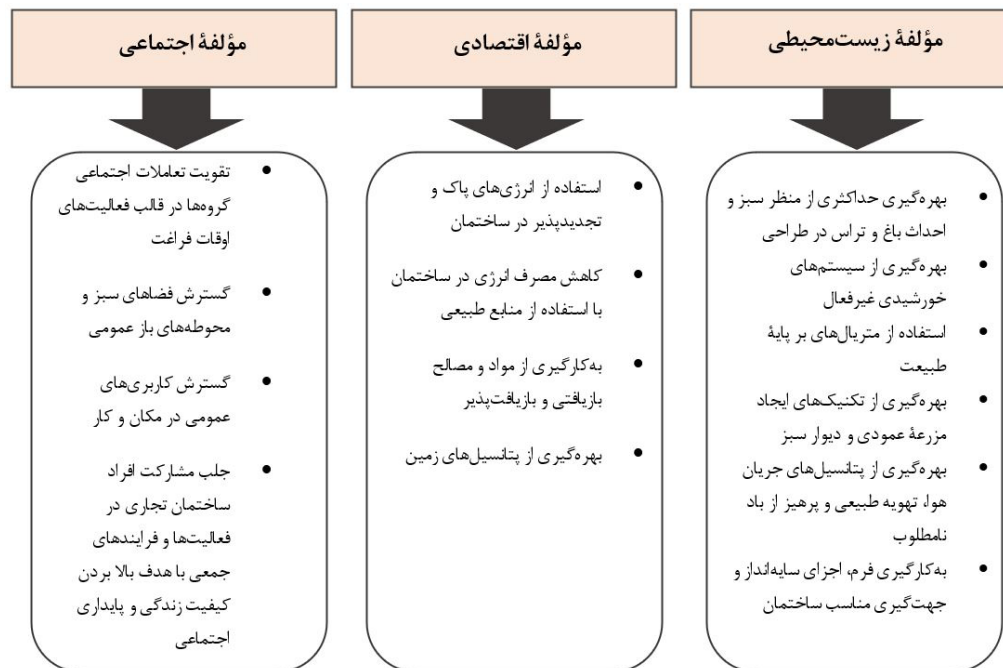 مؤلفهٔ زیست‌محیطی
بهره‌گیری حداکثری از منظر سبز و
احداث باغ و تراس در طراحی
بهره‌گیری از سیستم‌های
خورشیدی غیرفعال
استفاده از متریال‌های بر پایهٔ
طبیعت
بهره‌گیری از تکنیک‌های ایجاد
مزرعهٔ عمودی و دیوار سبز
بهره‌گیری از پتانسیل‌های جریان
هوا، تهویه طبیعی و پرهیز از باد
نامطلوب
به‌کارگیری فرم، اجزای سایه‌انداز و
جهت‌گیری مناسب ساختمان
مؤلفهٔ اقتصادی
استفاده از انرژی‌های پاک و
تجدیدپذیر در ساختمان
کاهش مصرف انرژی در ساختمان
با استفاده از منابع طبیعی
به‌کارگیری از مواد و مصالح
بازیافتی و بازیافت‌پذیر
بهره‌گیری از پتانسیل‌های زمین
مؤلفهٔ اجتماعی
تقویت تعاملات اجتماعی
گروه‌ها در قالب فعالیت‌های
اوقات فراغت
گسترش فضاهای سبز و
محوطه‌های باز عمومی
گسترش کاربری‌های
عمومی در مکان و کار
جلب مشارکت افراد
ساختمان تجاری در
فعالیت‌ها و فرایندهای
جمعی با هدف بالا بردن
کیفیت زندگی و پایداری
اجتماعی